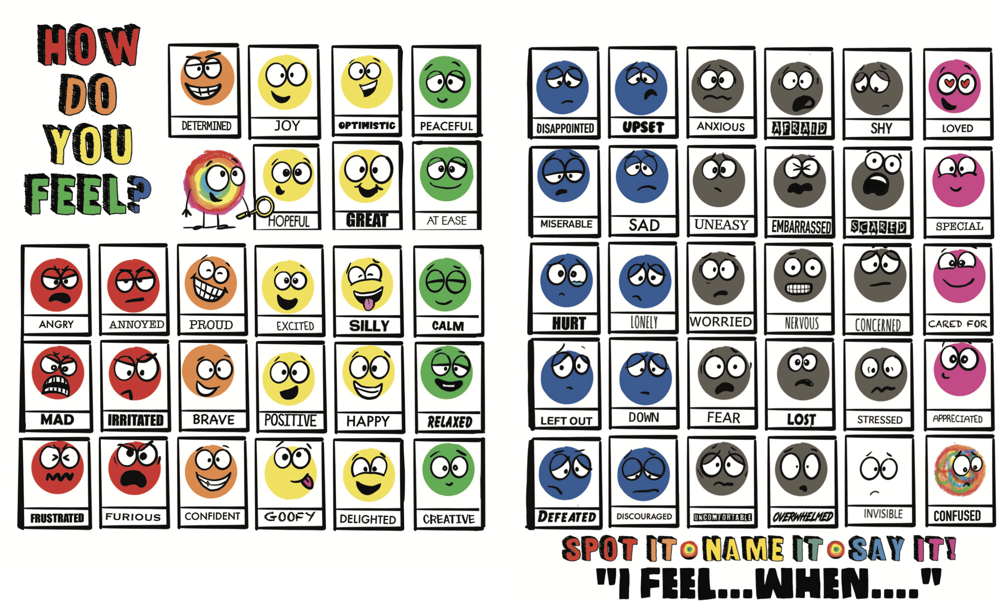 HOW
DO
YOU
FEEL?
DETERMINED
JOY
OPTIMISTIC
PEACEFUL
HOPEFUL
GREAT
AT EASE
ANGRY
ANNOYED
PROUD
EXCITED
SILLY
CALM
MAD
IRRITATED
BRAVE
POSITIVE
HAPPY
RELAXED
FRUSTRATED
FURIOUS
CONFIDENT
GOOFY
DELIGHTED
CREATIVE
DISAPPOINTED
UPSET
ANXIOUS
AFRAID
SHY
LOVED
MISERABLE
SAD
UNEASY
EMBARRASSED
SCARED
SPECIAL
HURT
LONELY
WORRIED
NERVOUS
CONCERNED
CARED FOR
LEFT OUT
DOWN
FEAR
LOST
STRESSED
APPRECIATED
DEFEATED
DISCOURAGED
UNCOMFORTABLE
OVERWHELMED
INVISIBLE
CONFUSED
SPOT IT NAME IT SAY IT!
"I FEEL....WHEN....."